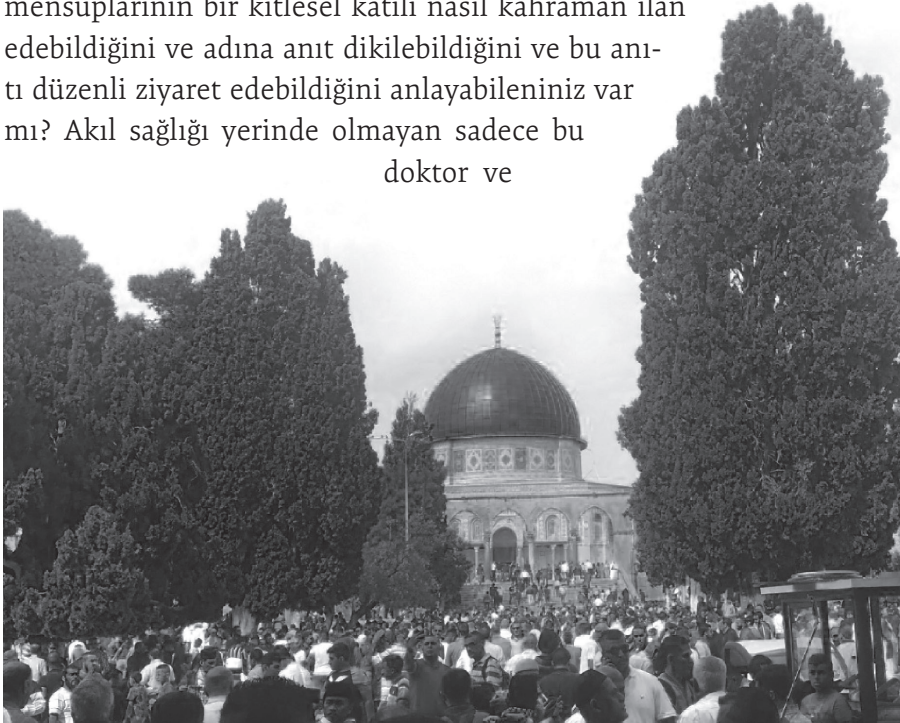 mensuplarının bir kitlesel katili nasıl kahraman ilan
edebildiğini ve adına anıt dikilebildiğini ve bu anı-
tı düzenli ziyaret edebildiğini anlayabileniniz var
mı? Akıl sağlığı yerinde olmayan sadece bu
doktor ve